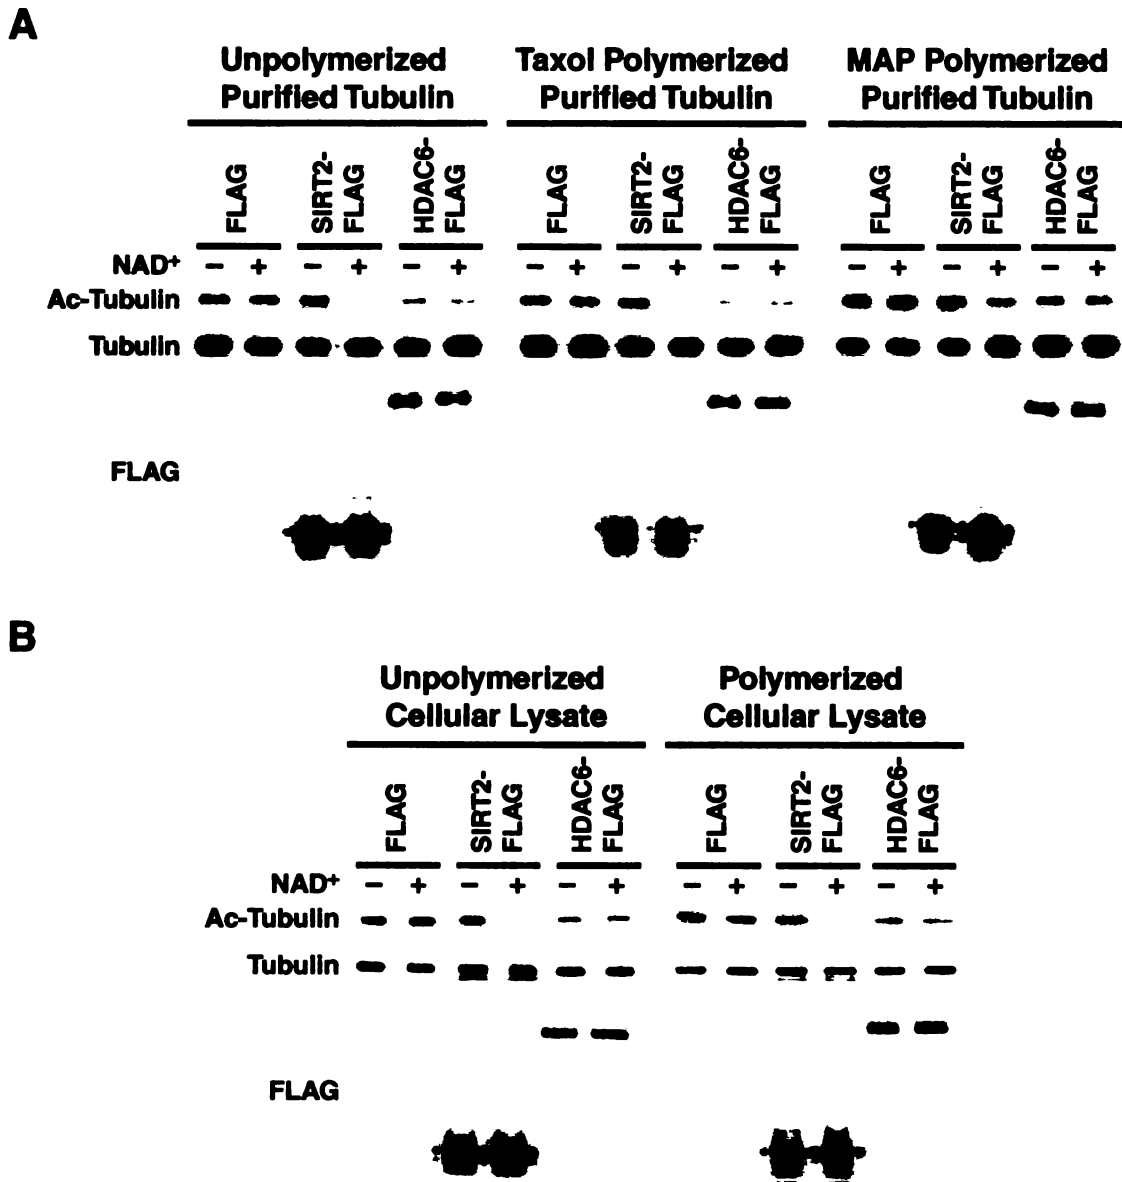 A
Unpolymerized Taxol Polymerized MAP Polymerized
Purified Tubulin Purified Tubulin Purified Tubulin
FLAG SIRT2-FLAG HDAC6-FLAG FLAG SIRT2-FLAG HDAC6-FLAG FLAG SIRT2-FLAG HDAC6-FLAG
NAD+ − + − + − + − + − + − + − + − + − +
Ac-Tubulin
Tubulin
FLAG
B
Unpolymerized Polymerized
Cellular Lysate Cellular Lysate
FLAG SIRT2-FLAG HDAC6-FLAG FLAG SIRT2-FLAG HDAC6-FLAG
NAD+ − + − + − + − + − + − +
Ac-Tubulin
Tubulin
FLAG